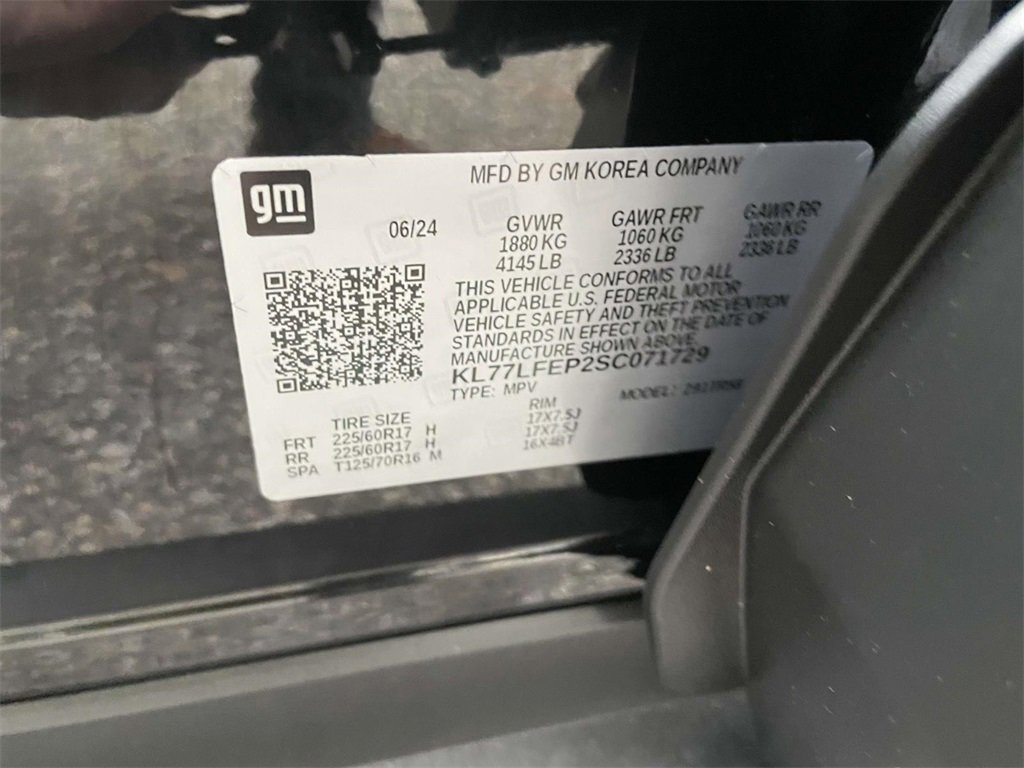 gm
MFD BY GM KOREA COMPANY
06/24 GVWR GAWR FRT GAWR RR
1880 KG 1060 KG 1060 KG
4145 LB 2336 LB 2336 LB
THIS VEHICLE CONFORMS TO ALL
APPLICABLE U.S. FEDERAL MOTOR
VEHICLE SAFETY AND THEFT PREVENTION
STANDARDS IN EFFECT ON THE DATE OF
MANUFACTURE SHOWN ABOVE.
KL77LFEP2SC071729
TYPE: MPV MODEL:
TIRE SIZE RIM
FRT 225/60R17 H 17X7.5J
RR 225/60R17 H 17X7.5J
SPA T125/70R16 M 16X4BT